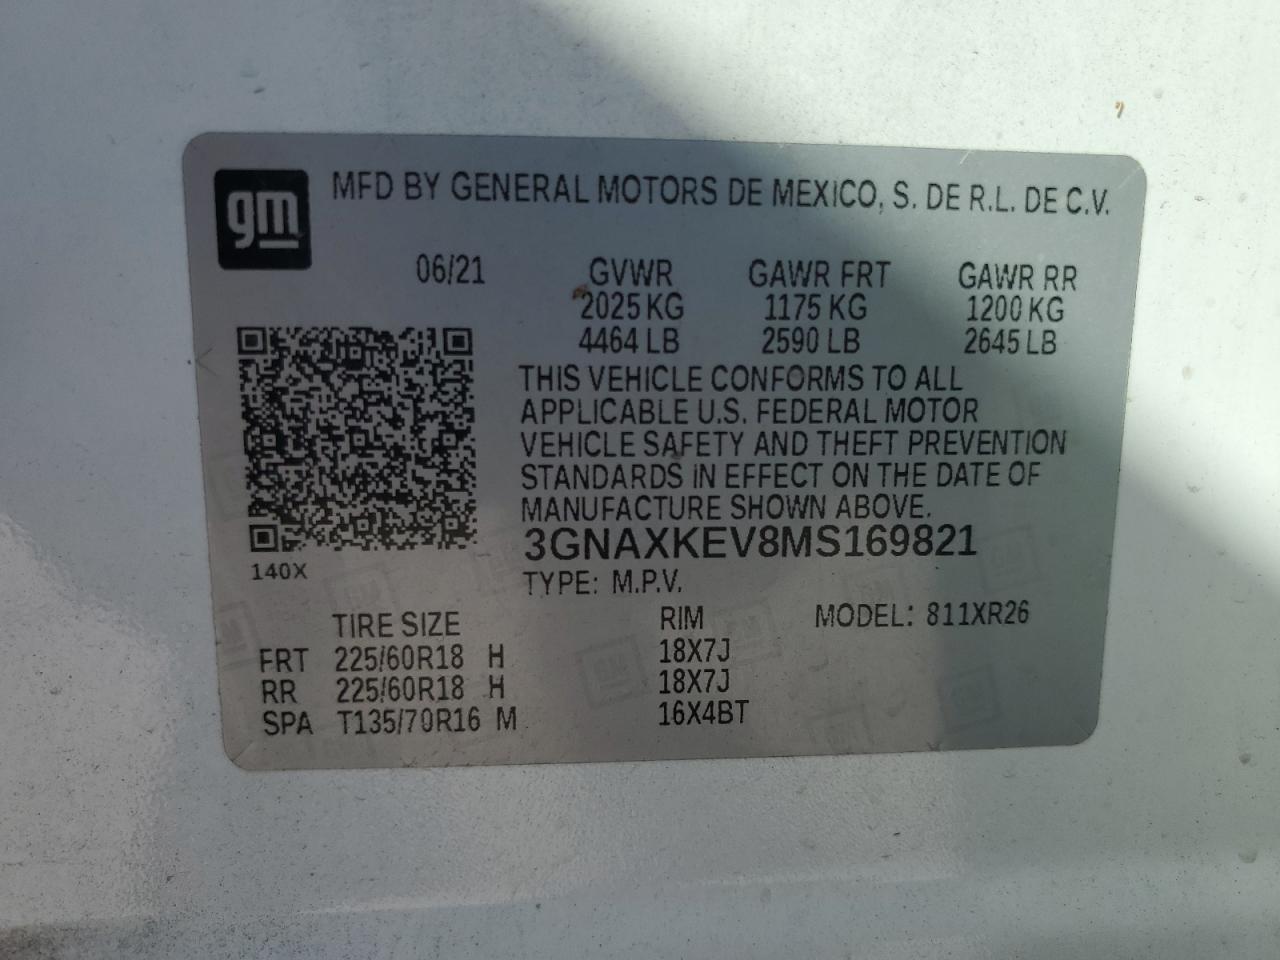 gm
MFD BY GENERAL MOTORS DE MEXICO, S. DE R.L. DE C.V.
06/21 GVWR GAWR FRT GAWR RR
2025 KG 1175 KG 1200 KG
4464 LB 2590 LB 2645 LB
THIS VEHICLE CONFORMS TO ALL
APPLICABLE U.S. FEDERAL MOTOR
VEHICLE SAFETY AND THEFT PREVENTION
STANDARDS IN EFFECT ON THE DATE OF
MANUFACTURE SHOWN ABOVE.
3GNAXKEV8MS169821
140X
TYPE: M.P.V.
TIRE SIZE RIM MODEL: 811XR26
FRT 225/60R18 H 18X7J
RR 225/60R18 H 18X7J
SPA T135/70R16 M 16X4BT